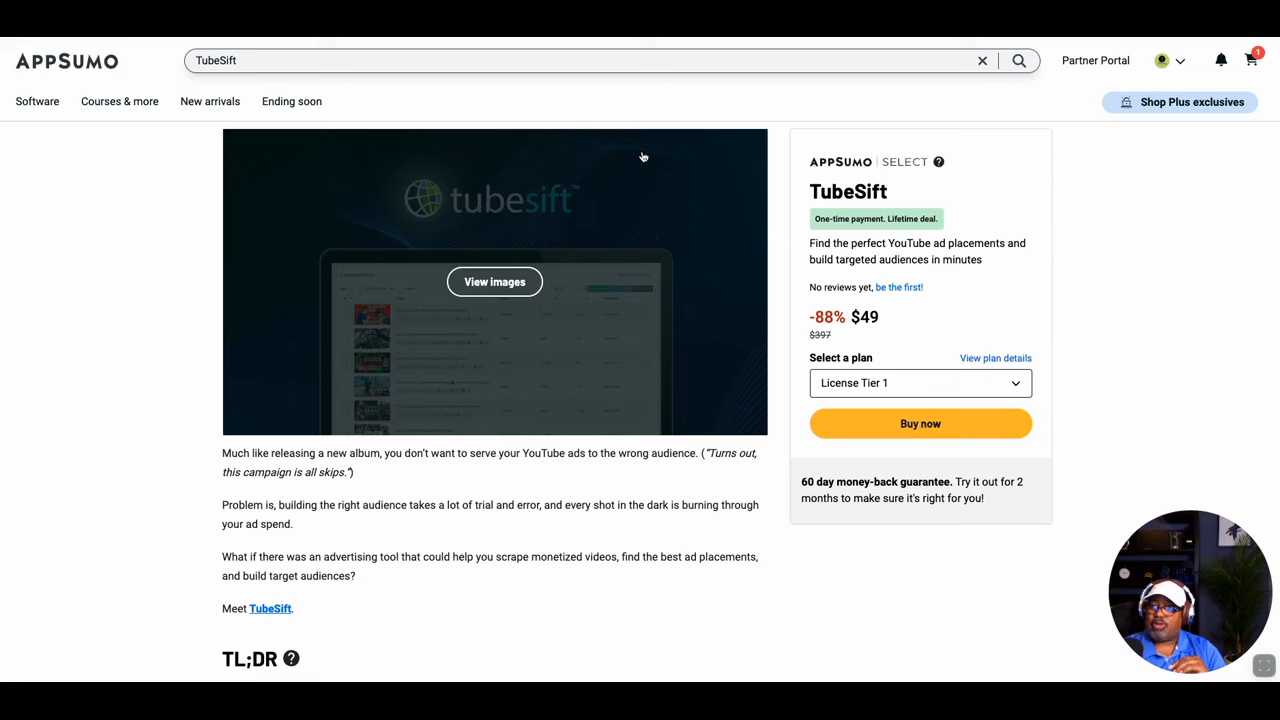 APPSUMO
TubeSift
Partner Portal
1
Software
Courses & more
New arrivals
Ending soon
Shop Plus exclusives
tubesift™
View images
APPSUMO | SELECT ?
TubeSift
One-time payment. Lifetime deal.
Find the perfect YouTube ad placements and
build targeted audiences in minutes
No reviews yet, be the first!
-88% $49
$397
Select a plan
View plan details
License Tier 1
Buy now
60 day money-back guarantee. Try it out for 2
months to make sure it's right for you!
Much like releasing a new album, you don’t want to serve your YouTube ads to the wrong audience. (“Turns out,
this campaign is all skips.”)
Problem is, building the right audience takes a lot of trial and error, and every shot in the dark is burning through
your ad spend.
What if there was an advertising tool that could help you scrape monetized videos, find the best ad placements,
and build target audiences?
Meet TubeSift.
TL;DR ?